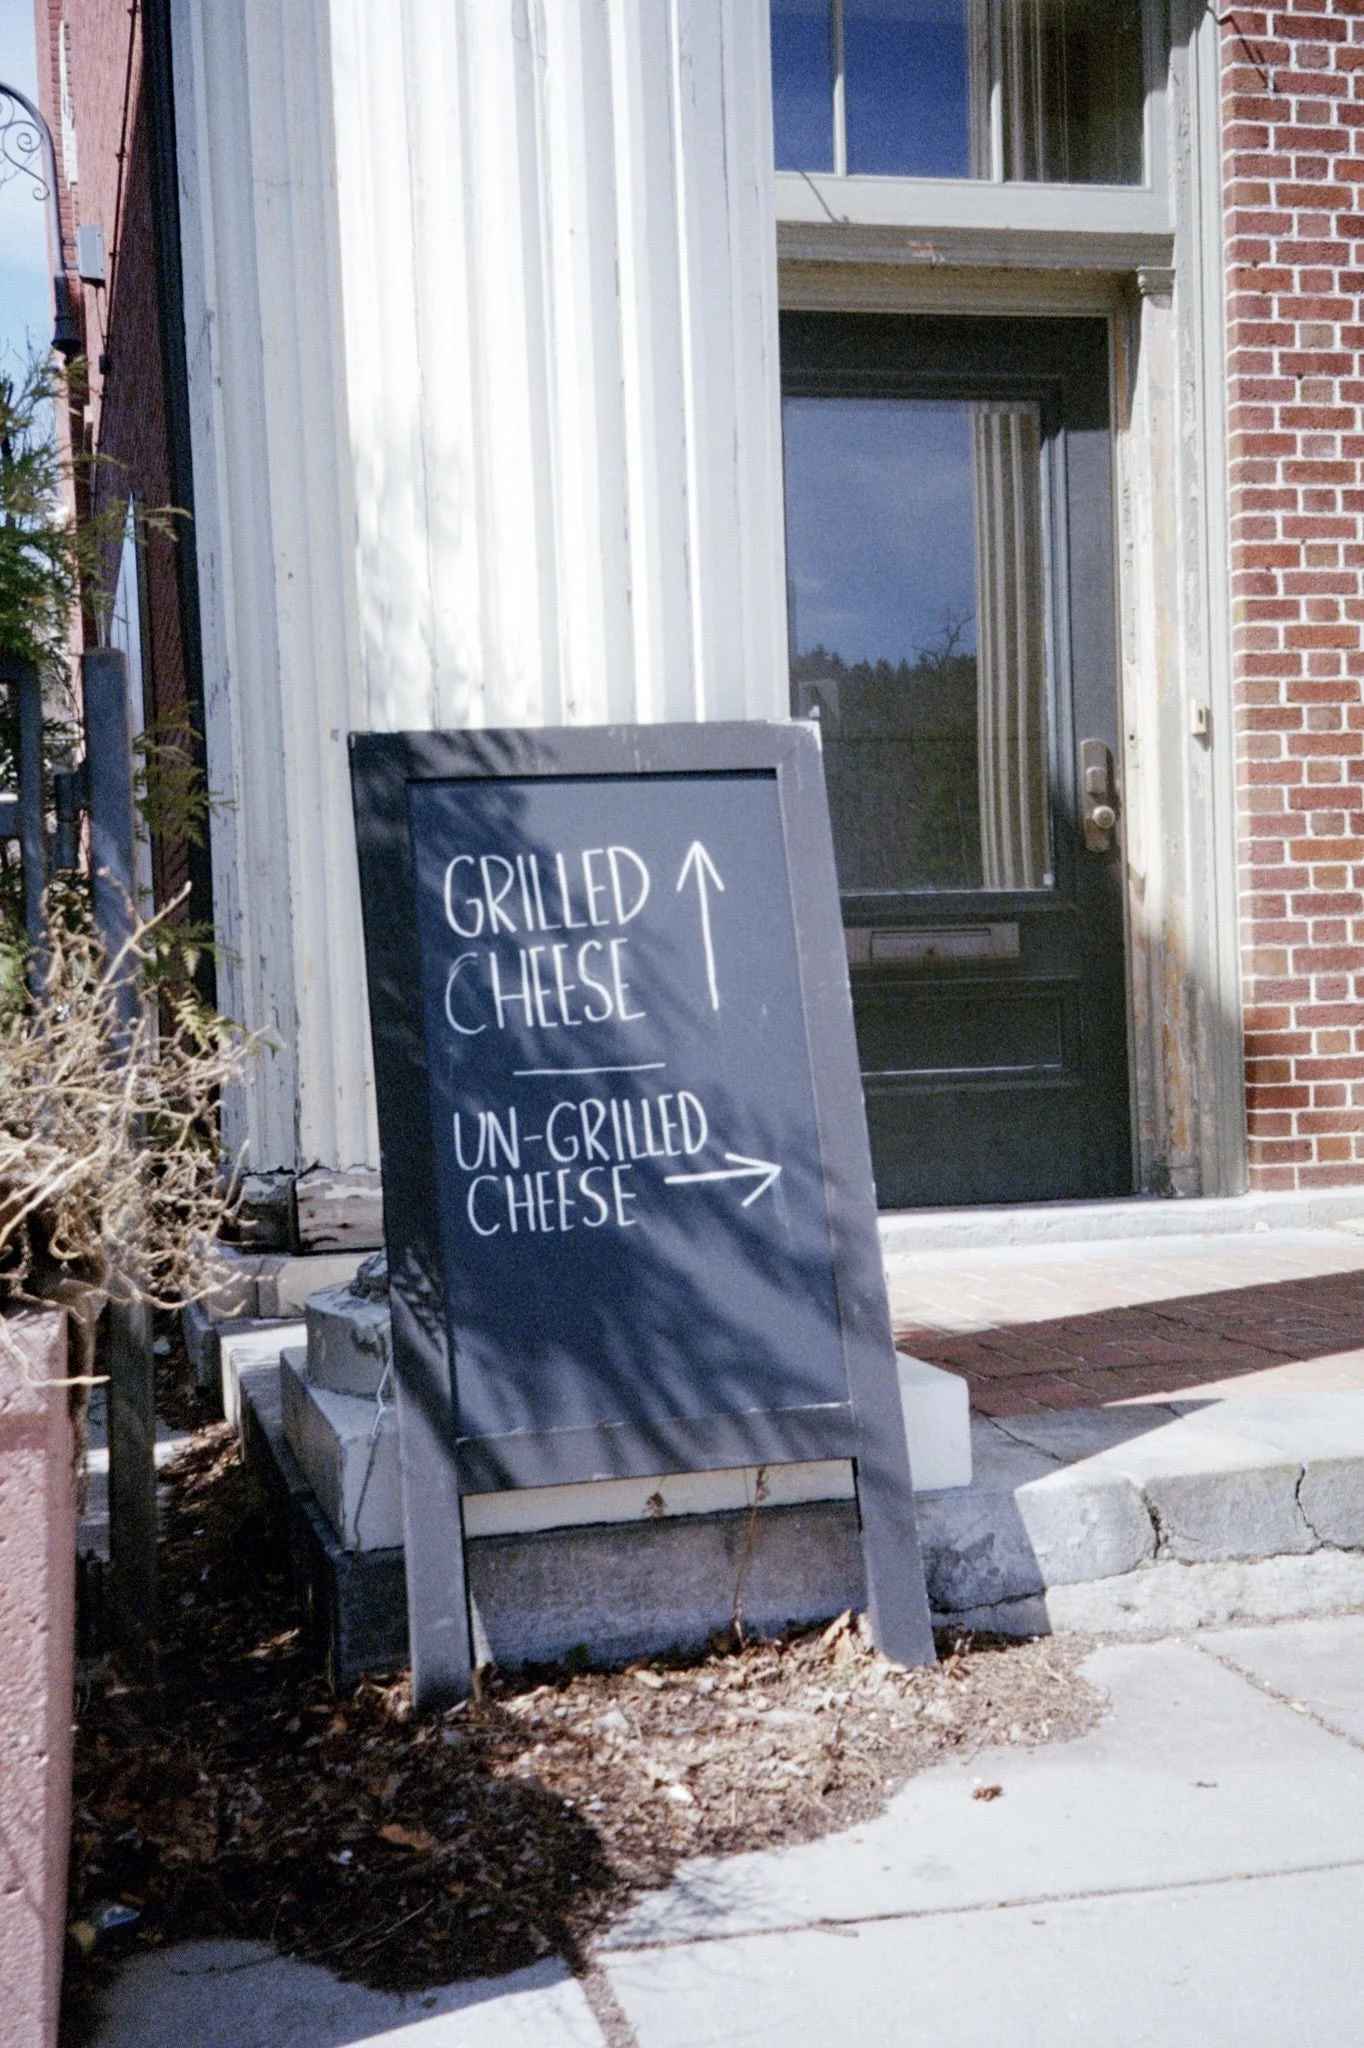 GRILLED ↑
CHEESE
UN-GRILLED
CHEESE →